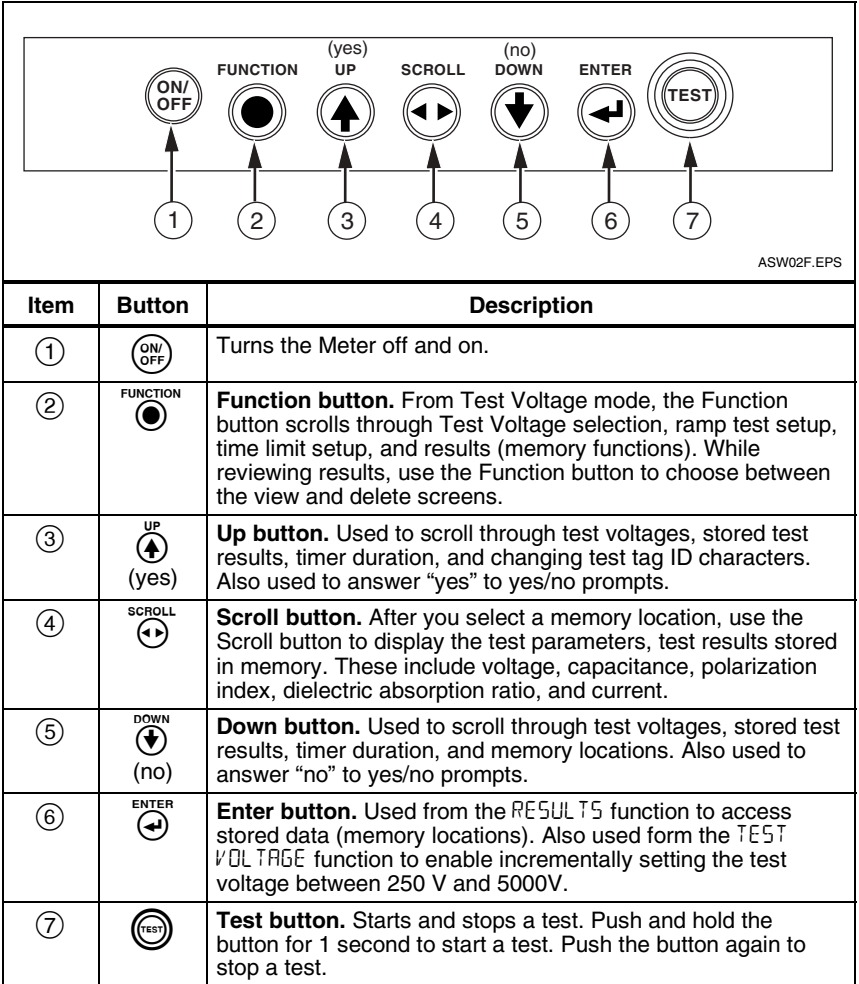 (yes) (no)
FUNCTION UP SCROLL DOWN ENTER
ON/
OFF
TEST
1 2 3 4 5 6 7
ASW02F.EPS
Item Button Description
1 ON/
OFF
Turns the Meter off and on.
2 FUNCTION
Function button. From Test Voltage mode, the Function
button scrolls through Test Voltage selection, ramp test setup,
time limit setup, and results (memory functions). While
reviewing results, use the Function button to choose between
the view and delete screens.
3 UP
(yes)
Up button. Used to scroll through test voltages, stored test
results, timer duration, and changing test tag ID characters.
Also used to answer “yes” to yes/no prompts.
4 SCROLL
Scroll button. After you select a memory location, use the
Scroll button to display the test parameters, test results stored
in memory. These include voltage, capacitance, polarization
index, dielectric absorption ratio, and current.
5 DOWN
(no)
Down button. Used to scroll through test voltages, stored test
results, timer duration, and memory locations. Also used to
answer “no” to yes/no prompts.
6 ENTER
Enter button. Used from the RESULTS function to access
stored data (memory locations). Also used form the TEST
VOLTAGE function to enable incrementally setting the test
voltage between 250 V and 5000V.
7 TEST
Test button. Starts and stops a test. Push and hold the
button for 1 second to start a test. Push the button again to
stop a test.